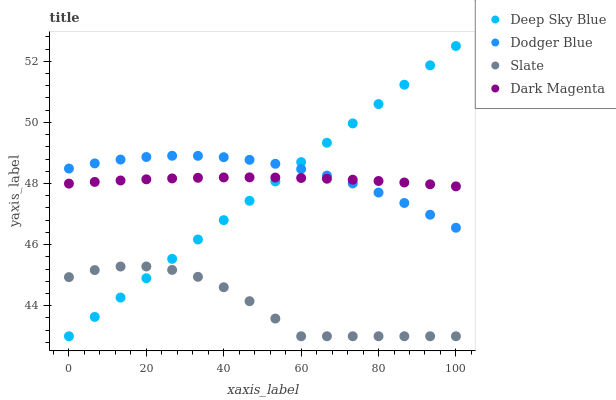 title
Deep Sky Blue
Dodger Blue
Slate
Dark Magenta
yaxis_label
52
50
48
46
44
0 20 40 60 80 100
xaxis_label